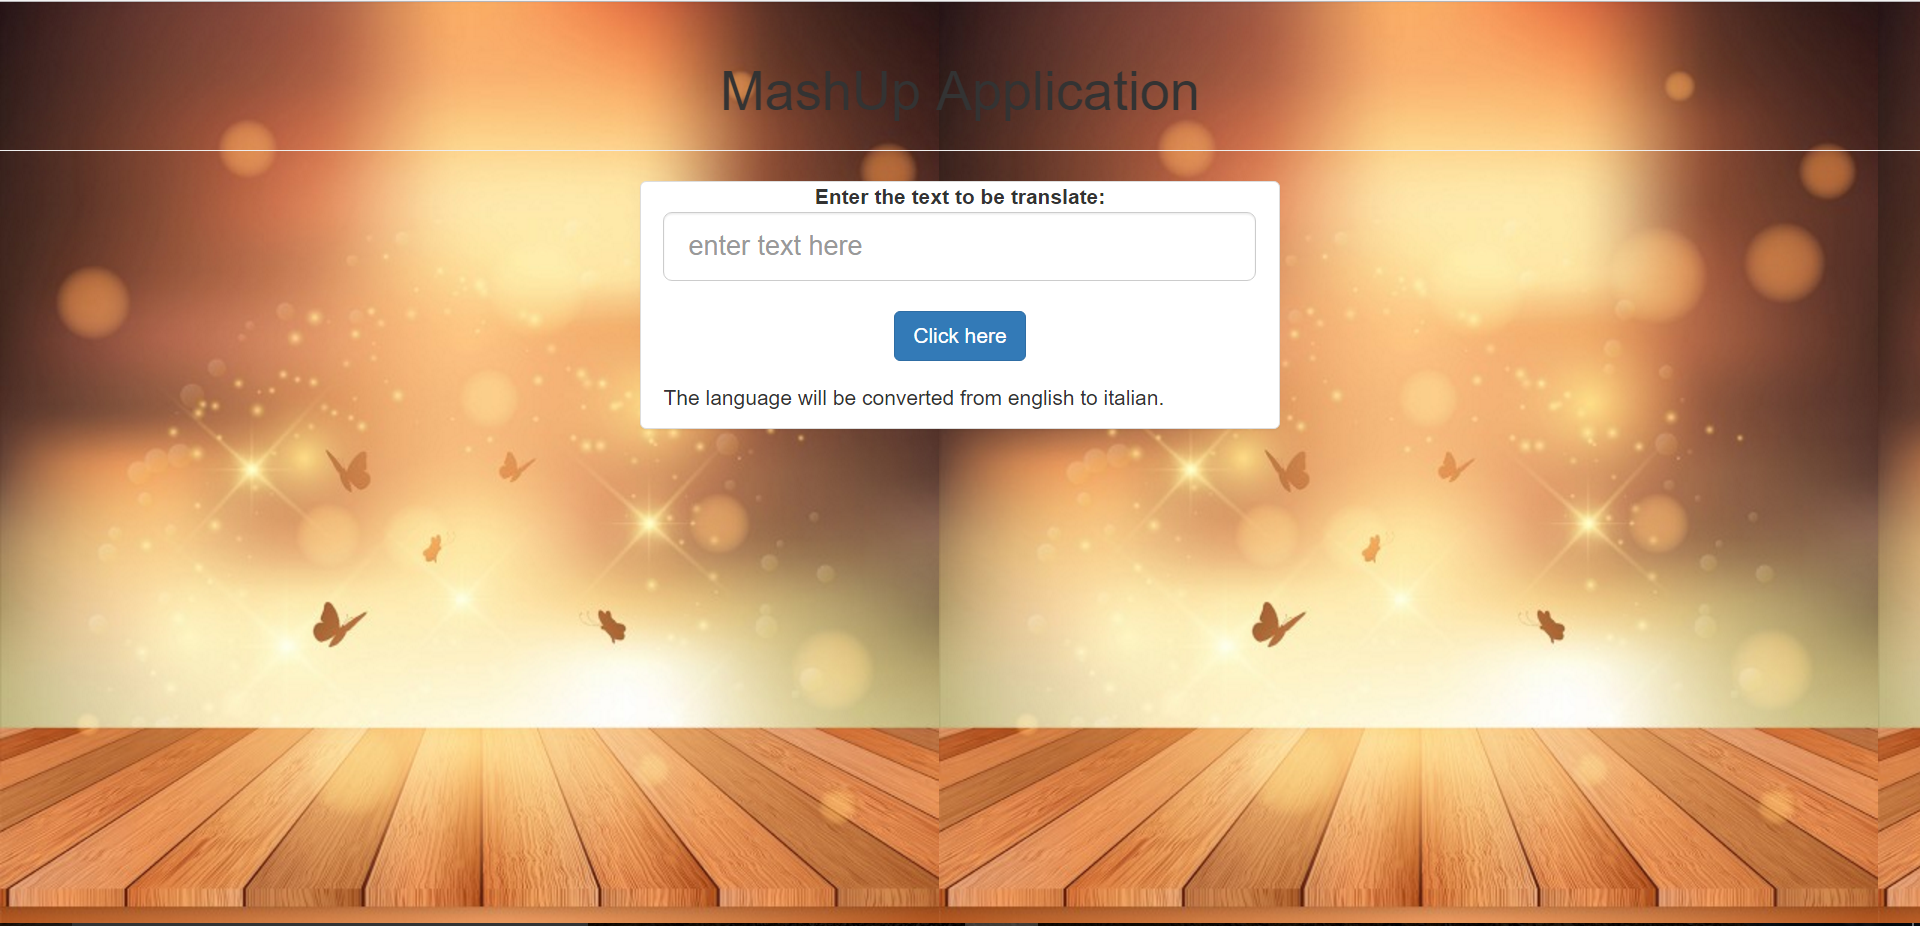 MashUp Application
Enter the text to be translate:
enter text here
Click here
The language will be converted from english to italian.